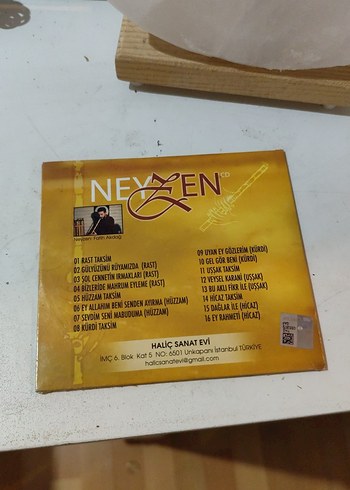 NEYZEN CD
Neyzen Fatih Akdağ
01 RAST TAKSİM
02 GÜLYÜZÜNÜ RÜYAMIZDA (RAST)
03 ŞOL CENNETİN IRMAKLARI (RAST)
04 BİZLERİDE MAHRUM EYLEME (RAST)
05 HÜZZAM TAKSİM
06 EY ALLAHIM BENİ SENDEN AYIRMA (HÜZZAM)
07 SEVDİM SENİ MABUDUMA (HÜZZAM)
08 KÜRDİ TAKSİM
09 UYAN EY GÖZLERİM (KÜRDİ)
10 GEL GÖR BENİ (KÜRDİ)
11 UŞŞAK TAKSİM
12 VEYSEL KARANİ (UŞŞAK)
13 BU AKLI FİKR İLE (UŞŞAK)
14 HİCAZ TAKSİM
15 DAĞLAR İLE (HİCAZ)
16 EY RAHMETİ (HİCAZ)
HALİÇ SANAT EVİ
İMÇ 6. Blok Kat 5 NO: 6501 Unkapanı İstanbul TÜRKİYE
halicsanatevi@gmail.com